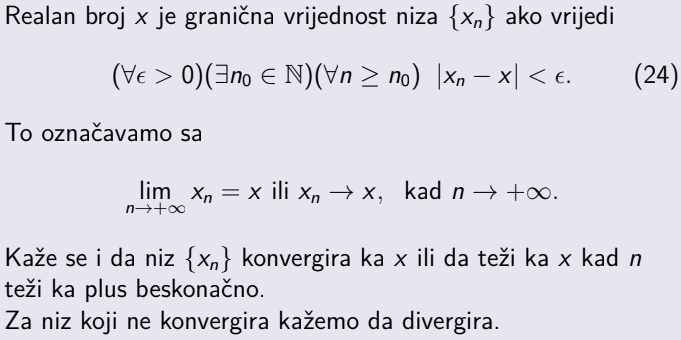 Realan broj x je granična vrijednost niza {xₙ} ako vrijedi
(∀ϵ > 0)(∃n₀ ∈ ℕ)(∀n ≥ n₀) |xₙ − x| < ϵ. (24)
To označavamo sa
lim xₙ = x ili xₙ → x, kad n → +∞.
n→+∞
Kaže se i da niz {xₙ} konvergira ka x ili da teži ka x kad n
teži ka plus beskonačno.
Za niz koji ne konvergira kažemo da divergira.